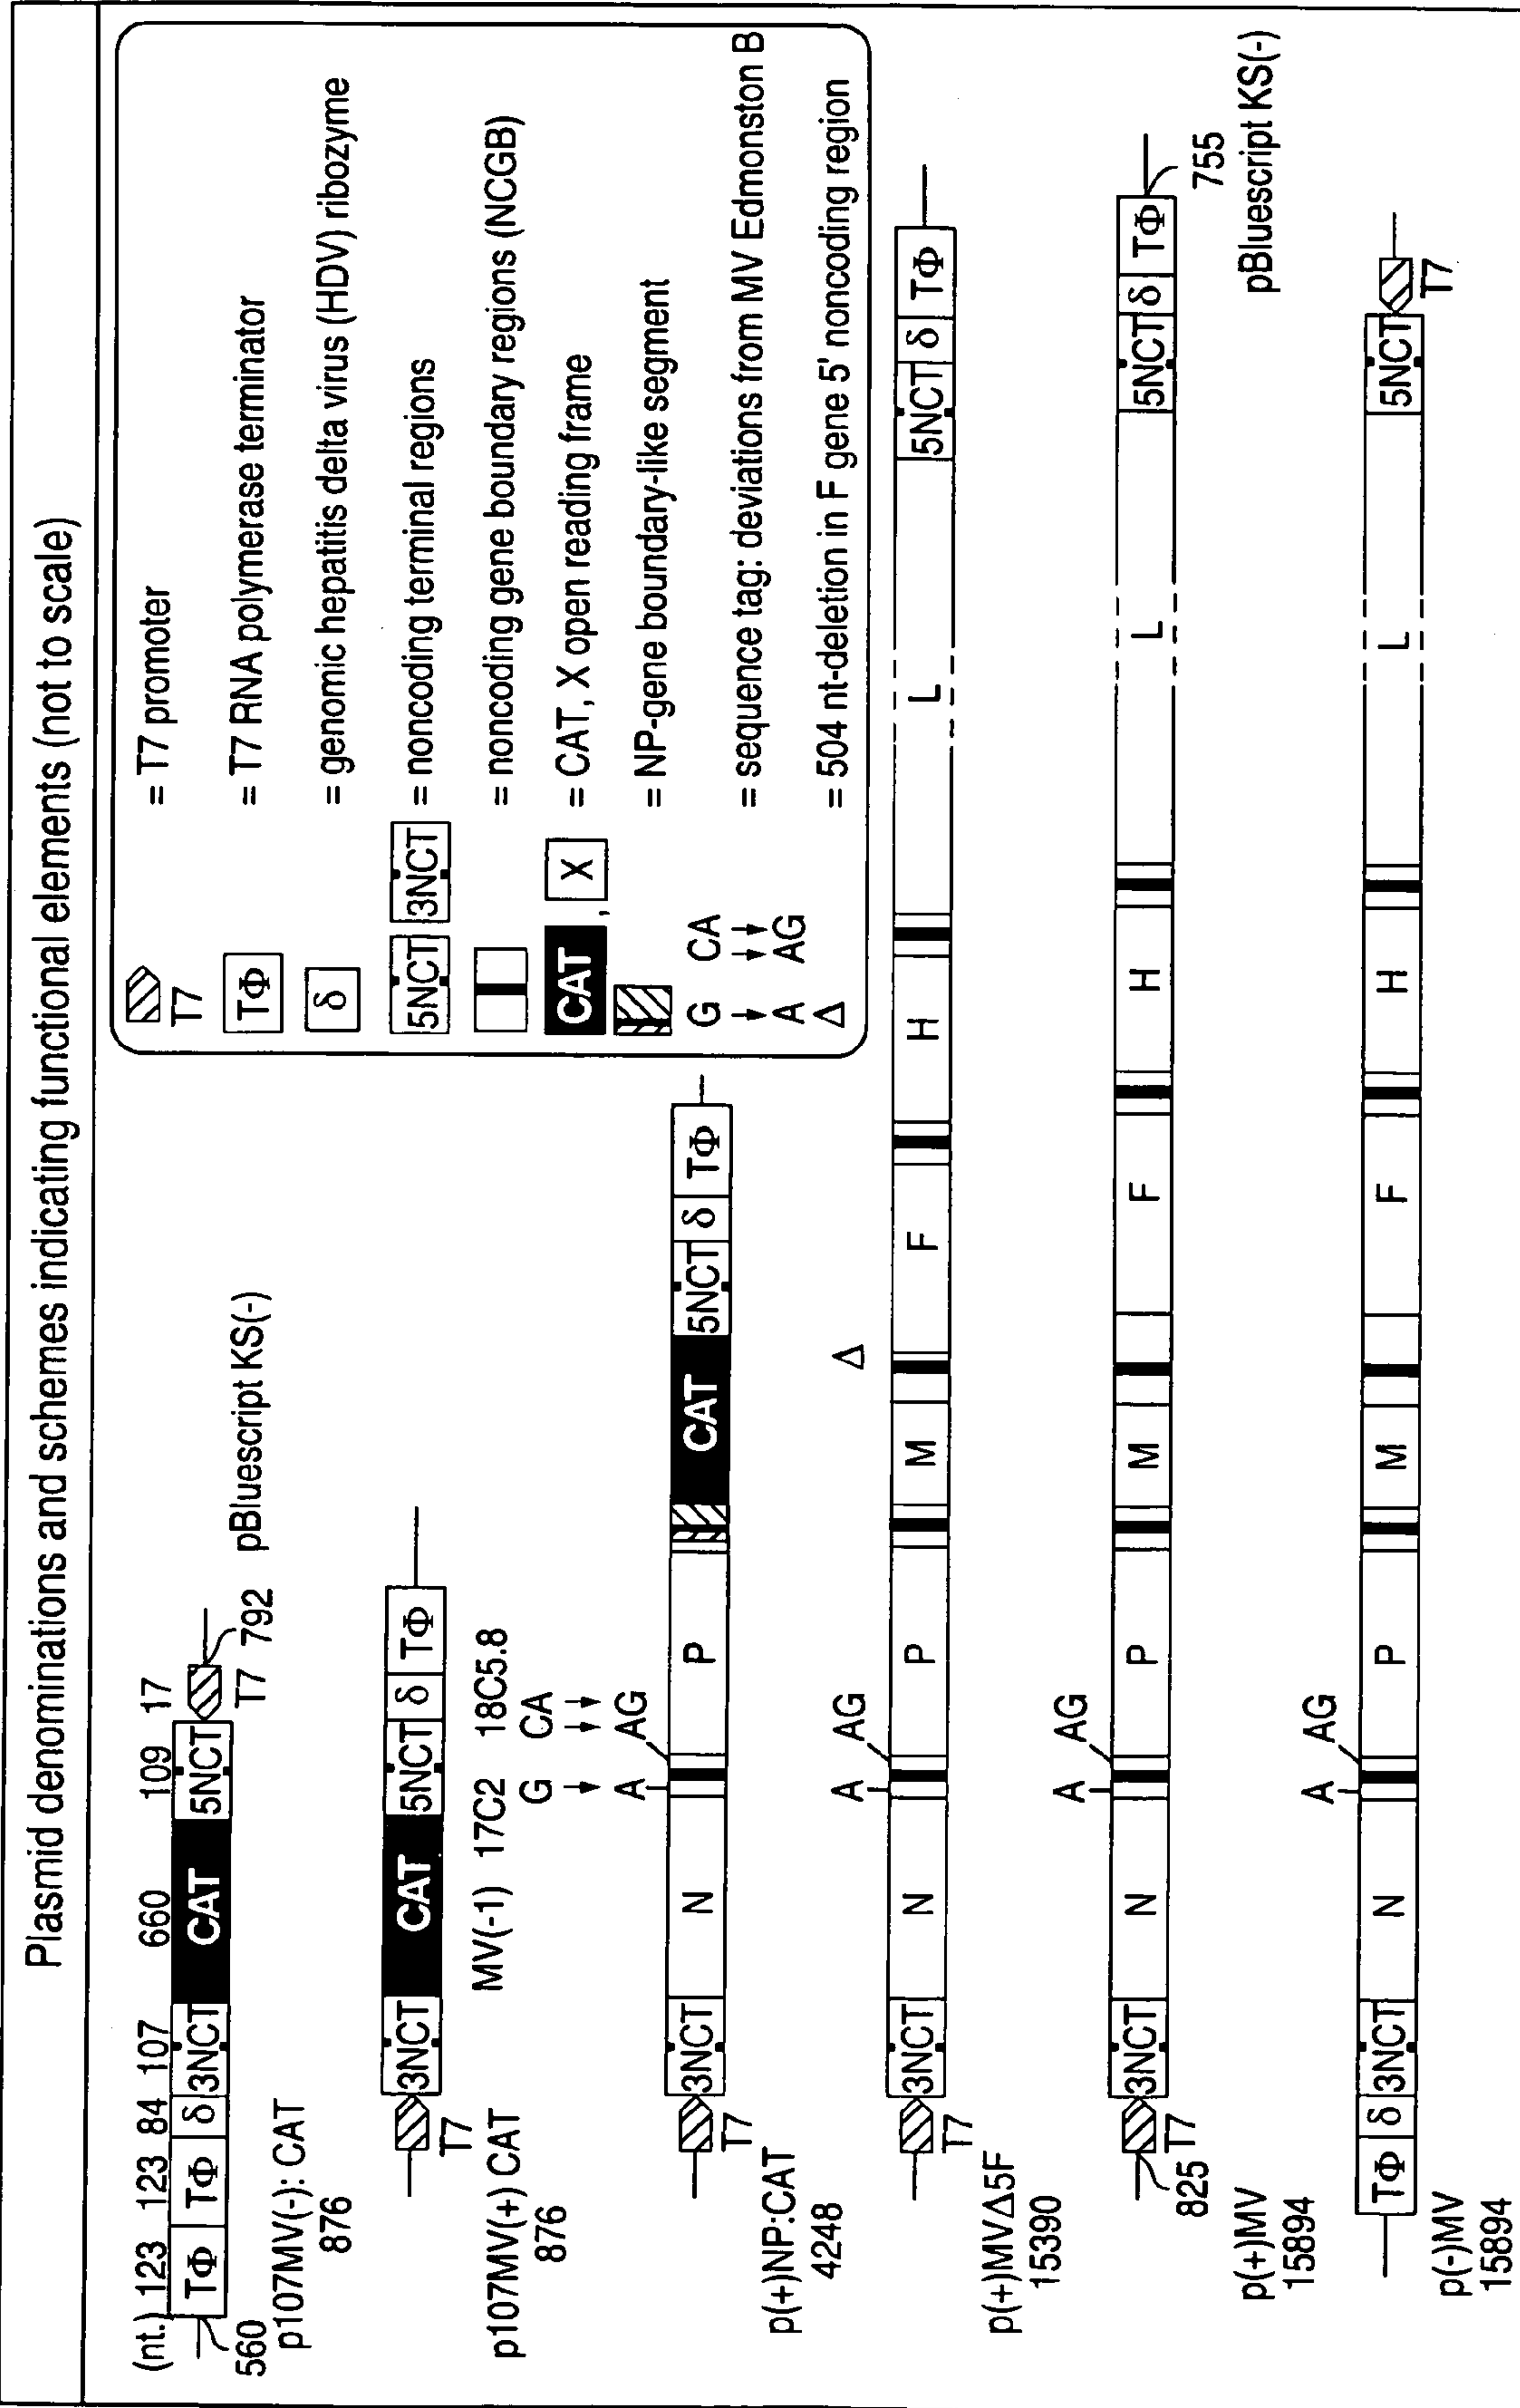 Plasmid denominations and schemes indicating functional elements (not to scale)
(nt.) 123 123 84 107 660 109 17
TΦ TΦ δ 3NCT CAT 5NCT
560 T7 792 pBluescript KS(-)
p107MV(-): CAT
876
3NCT CAT 5NCT δ TΦ
T7
p107MV(+) CAT
876
MV(-1) 17C2 18C5.8
G CA
↓ ↓↓
A AG
3NCT N P CAT 5NCT δ TΦ
T7
p(+)NP:CAT
4248
A AG Δ
3NCT N P M F H L 5NCT δ TΦ
T7
p(+)MVΔ5F
15390
A AG
3NCT N P M F H L 5NCT δ TΦ
825 T7 755
pBluescript KS(-)
p(+)MV
15894
A AG
TΦ δ 3NCT N P M F H L 5NCT
T7
p(-)MV
15894
T7 = T7 promoter
TΦ = T7 RNA polymerase terminator
δ = genomic hepatitis delta virus (HDV) ribozyme
5NCT 3NCT = noncoding terminal regions
= noncoding gene boundary regions (NCGB)
CAT, X = CAT, X open reading frame
= NP-gene boundary-like segment
G CA
↓ ↓↓ = sequence tag: deviations from MV Edmonston B
A AG
Δ = 504 nt-deletion in F gene 5' noncoding region